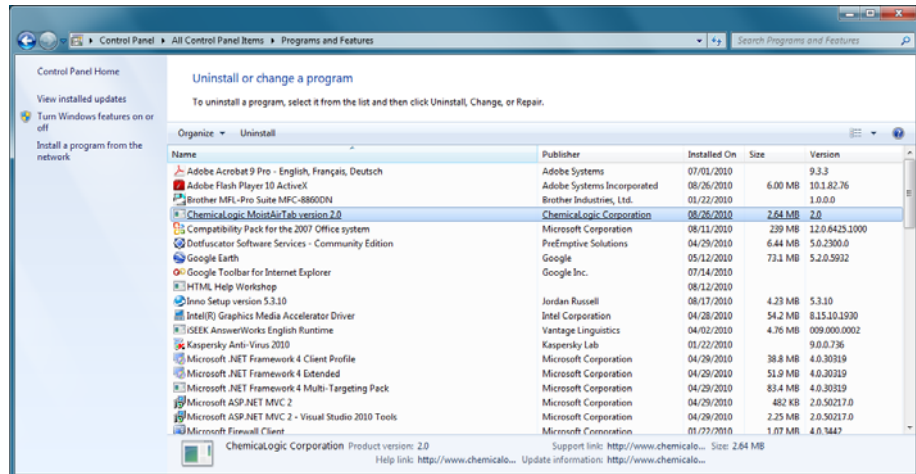 Control Panel ▸ All Control Panel Items ▸ Programs and Features Search Programs and Features
Control Panel Home
View installed updates
Turn Windows features on or off
Install a program from the network
Uninstall or change a program
To uninstall a program, select it from the list and then click Uninstall, Change, or Repair.
Organize Uninstall
Name Publisher Installed On Size Version
Adobe Acrobat 9 Pro - English, Français, Deutsch Adobe Systems 07/01/2010 9.3.3
Adobe Flash Player 10 ActiveX Adobe Systems Incorporated 08/26/2010 6.00 MB 10.1.82.76
Brother MFL-Pro Suite MFC-8860DN Brother Industries, Ltd. 01/22/2010 1.0.0.0
ChemicaLogic MoistAirTab version 2.0 ChemicaLogic Corporation 08/26/2010 2.64 MB 2.0
Compatibility Pack for the 2007 Office system Microsoft Corporation 08/11/2010 239 MB 12.0.6425.1000
Dotfuscator Software Services - Community Edition PreEmptive Solutions 04/29/2010 6.44 MB 5.0.2300.0
Google Earth Google 05/12/2010 73.1 MB 5.2.0.5932
Google Toolbar for Internet Explorer Google Inc. 07/14/2010
HTML Help Workshop 08/12/2010
Inno Setup version 5.3.10 Jordan Russell 08/17/2010 4.23 MB 5.3.10
Intel(R) Graphics Media Accelerator Driver Intel Corporation 04/28/2010 54.2 MB 8.15.10.1930
iSEEK AnswerWorks English Runtime Vantage Linguistics 04/02/2010 4.76 MB 009.000.0002
Kaspersky Anti-Virus 2010 Kaspersky Lab 01/22/2010 9.0.0.736
Microsoft .NET Framework 4 Client Profile Microsoft Corporation 04/29/2010 38.8 MB 4.0.30319
Microsoft .NET Framework 4 Extended Microsoft Corporation 04/29/2010 51.9 MB 4.0.30319
Microsoft .NET Framework 4 Multi-Targeting Pack Microsoft Corporation 04/29/2010 83.4 MB 4.0.30319
Microsoft ASP.NET MVC 2 Microsoft Corporation 04/29/2010 482 KB 2.0.50217.0
Microsoft ASP.NET MVC 2 - Visual Studio 2010 Tools Microsoft Corporation 04/29/2010 2.25 MB 2.0.50217.0
Microsoft Firewall Client Microsoft Corporation 01/27/2010 1.07 MB 4.0.3442
ChemicaLogic Corporation Product version: 2.0 Support link: http://www.chemicalo... Size: 2.64 MB
Help link: http://www.chemicalo... Update information: http://www.chemicalo...